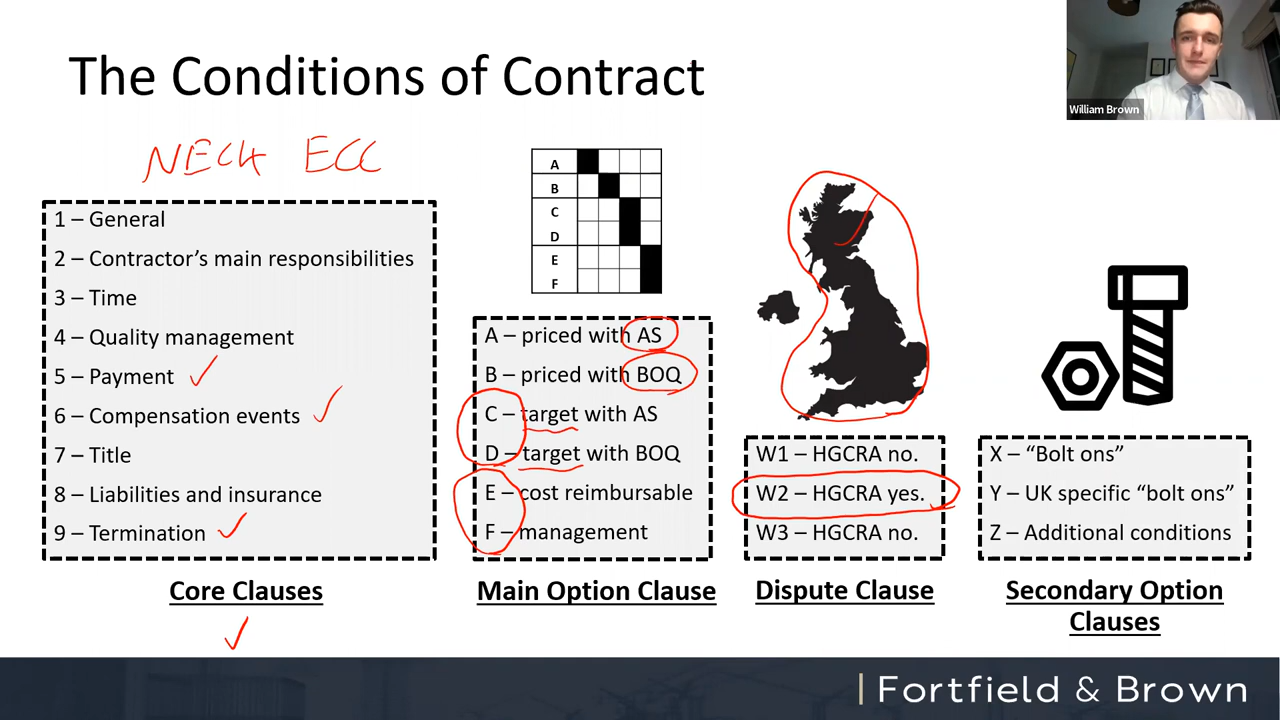 The Conditions of Contract
William Brown
NEC4 ECC
1 – General
2 – Contractor's main responsibilities
3 – Time
4 – Quality management
5 – Payment
6 – Compensation events
7 – Title
8 – Liabilities and insurance
9 – Termination
Core Clauses
A
B
C
D
E
F
A – priced with AS
B – priced with BOQ
C – target with AS
D – target with BOQ
E – cost reimbursable
F – management
Main Option Clause
W1 – HGCRA no.
W2 – HGCRA yes.
W3 – HGCRA no.
Dispute Clause
X – “Bolt ons”
Y – UK specific “bolt ons”
Z – Additional conditions
Secondary Option
Clauses
Fortfield & Brown